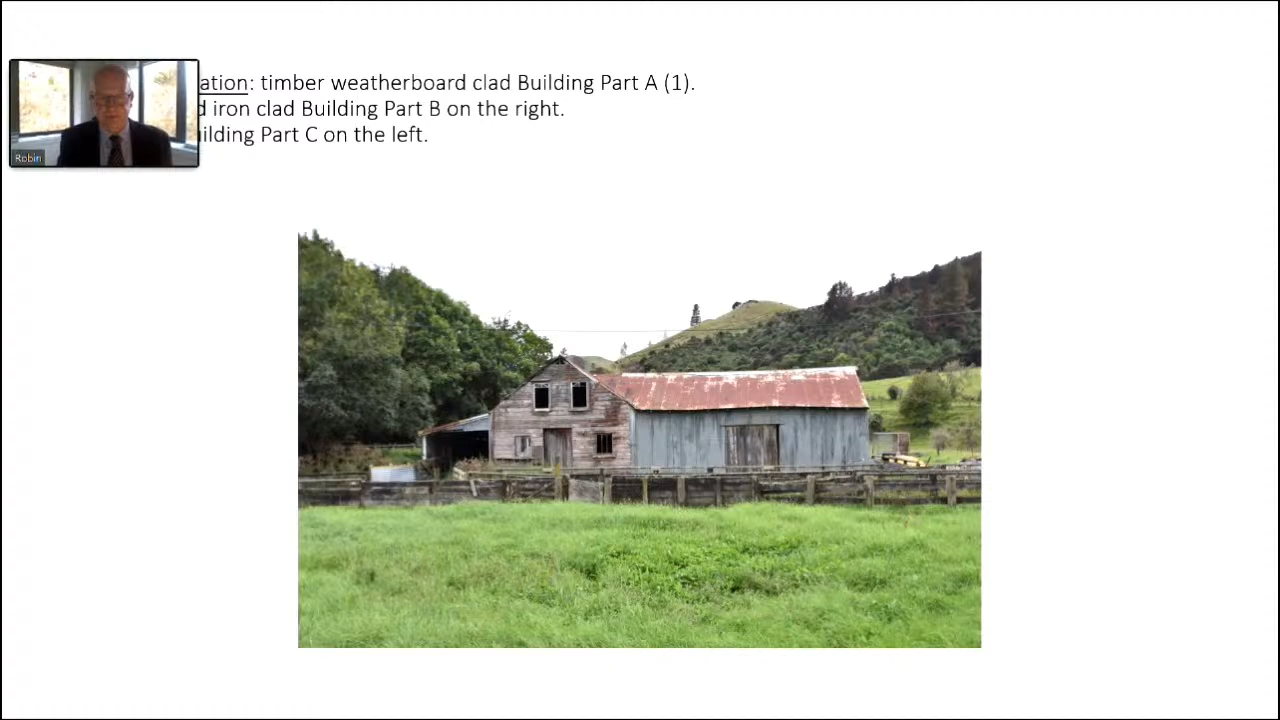 ation: timber weatherboard clad Building Part A (1).
d iron clad Building Part B on the right.
ilding Part C on the left.
Robin